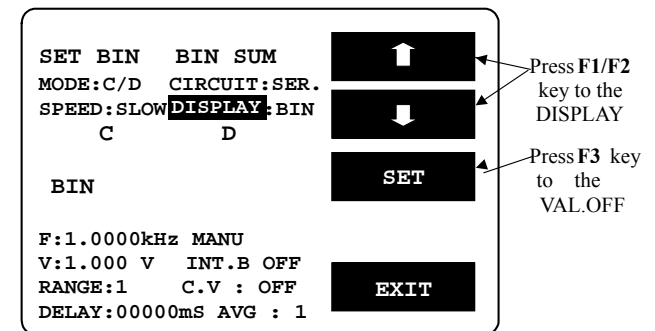 SET BIN BIN SUM
MODE:C/D CIRCUIT:SER.
SPEED:SLOW DISPLAY:BIN
C D
BIN
F:1.0000kHz MANU
V:1.000 V INT.B OFF
RANGE:1 C.V : OFF
DELAY:00000mS AVG : 1
SET
EXIT
Press F1/F2
key to the
DISPLAY
Press F3 key
to the
VAL.OFF